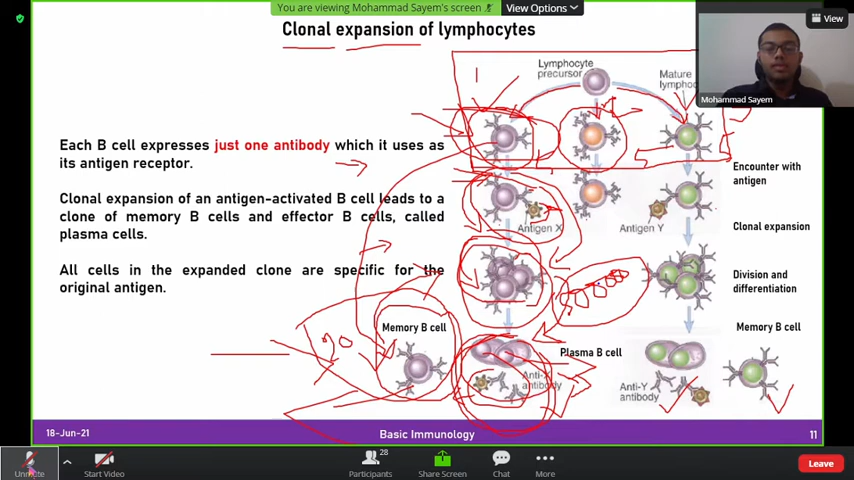 You are viewing Mohammad Sayem's screen
View Options
View
Clonal expansion of lymphocytes
Lymphocyte
precursor
Mature
Mohammad Sayem
Each B cell expresses just one antibody which it uses as
its antigen receptor.
Encounter with
antigen
Clonal expansion of an antigen-activated B cell leads to a
clone of memory B cells and effector B cells, called
plasma cells.
Antigen X
Antigen Y
Clonal expansion
All cells in the expanded clone are specific for the
original antigen.
Division and
differentiation
Memory B cell
Memory B cell
Plasma B cell
Anti-X
antibody
Anti-Y
antibody
18-Jun-21
Basic Immunology
11
Unmute
Start Video
Participants
28
Share Screen
Chat
More
Leave